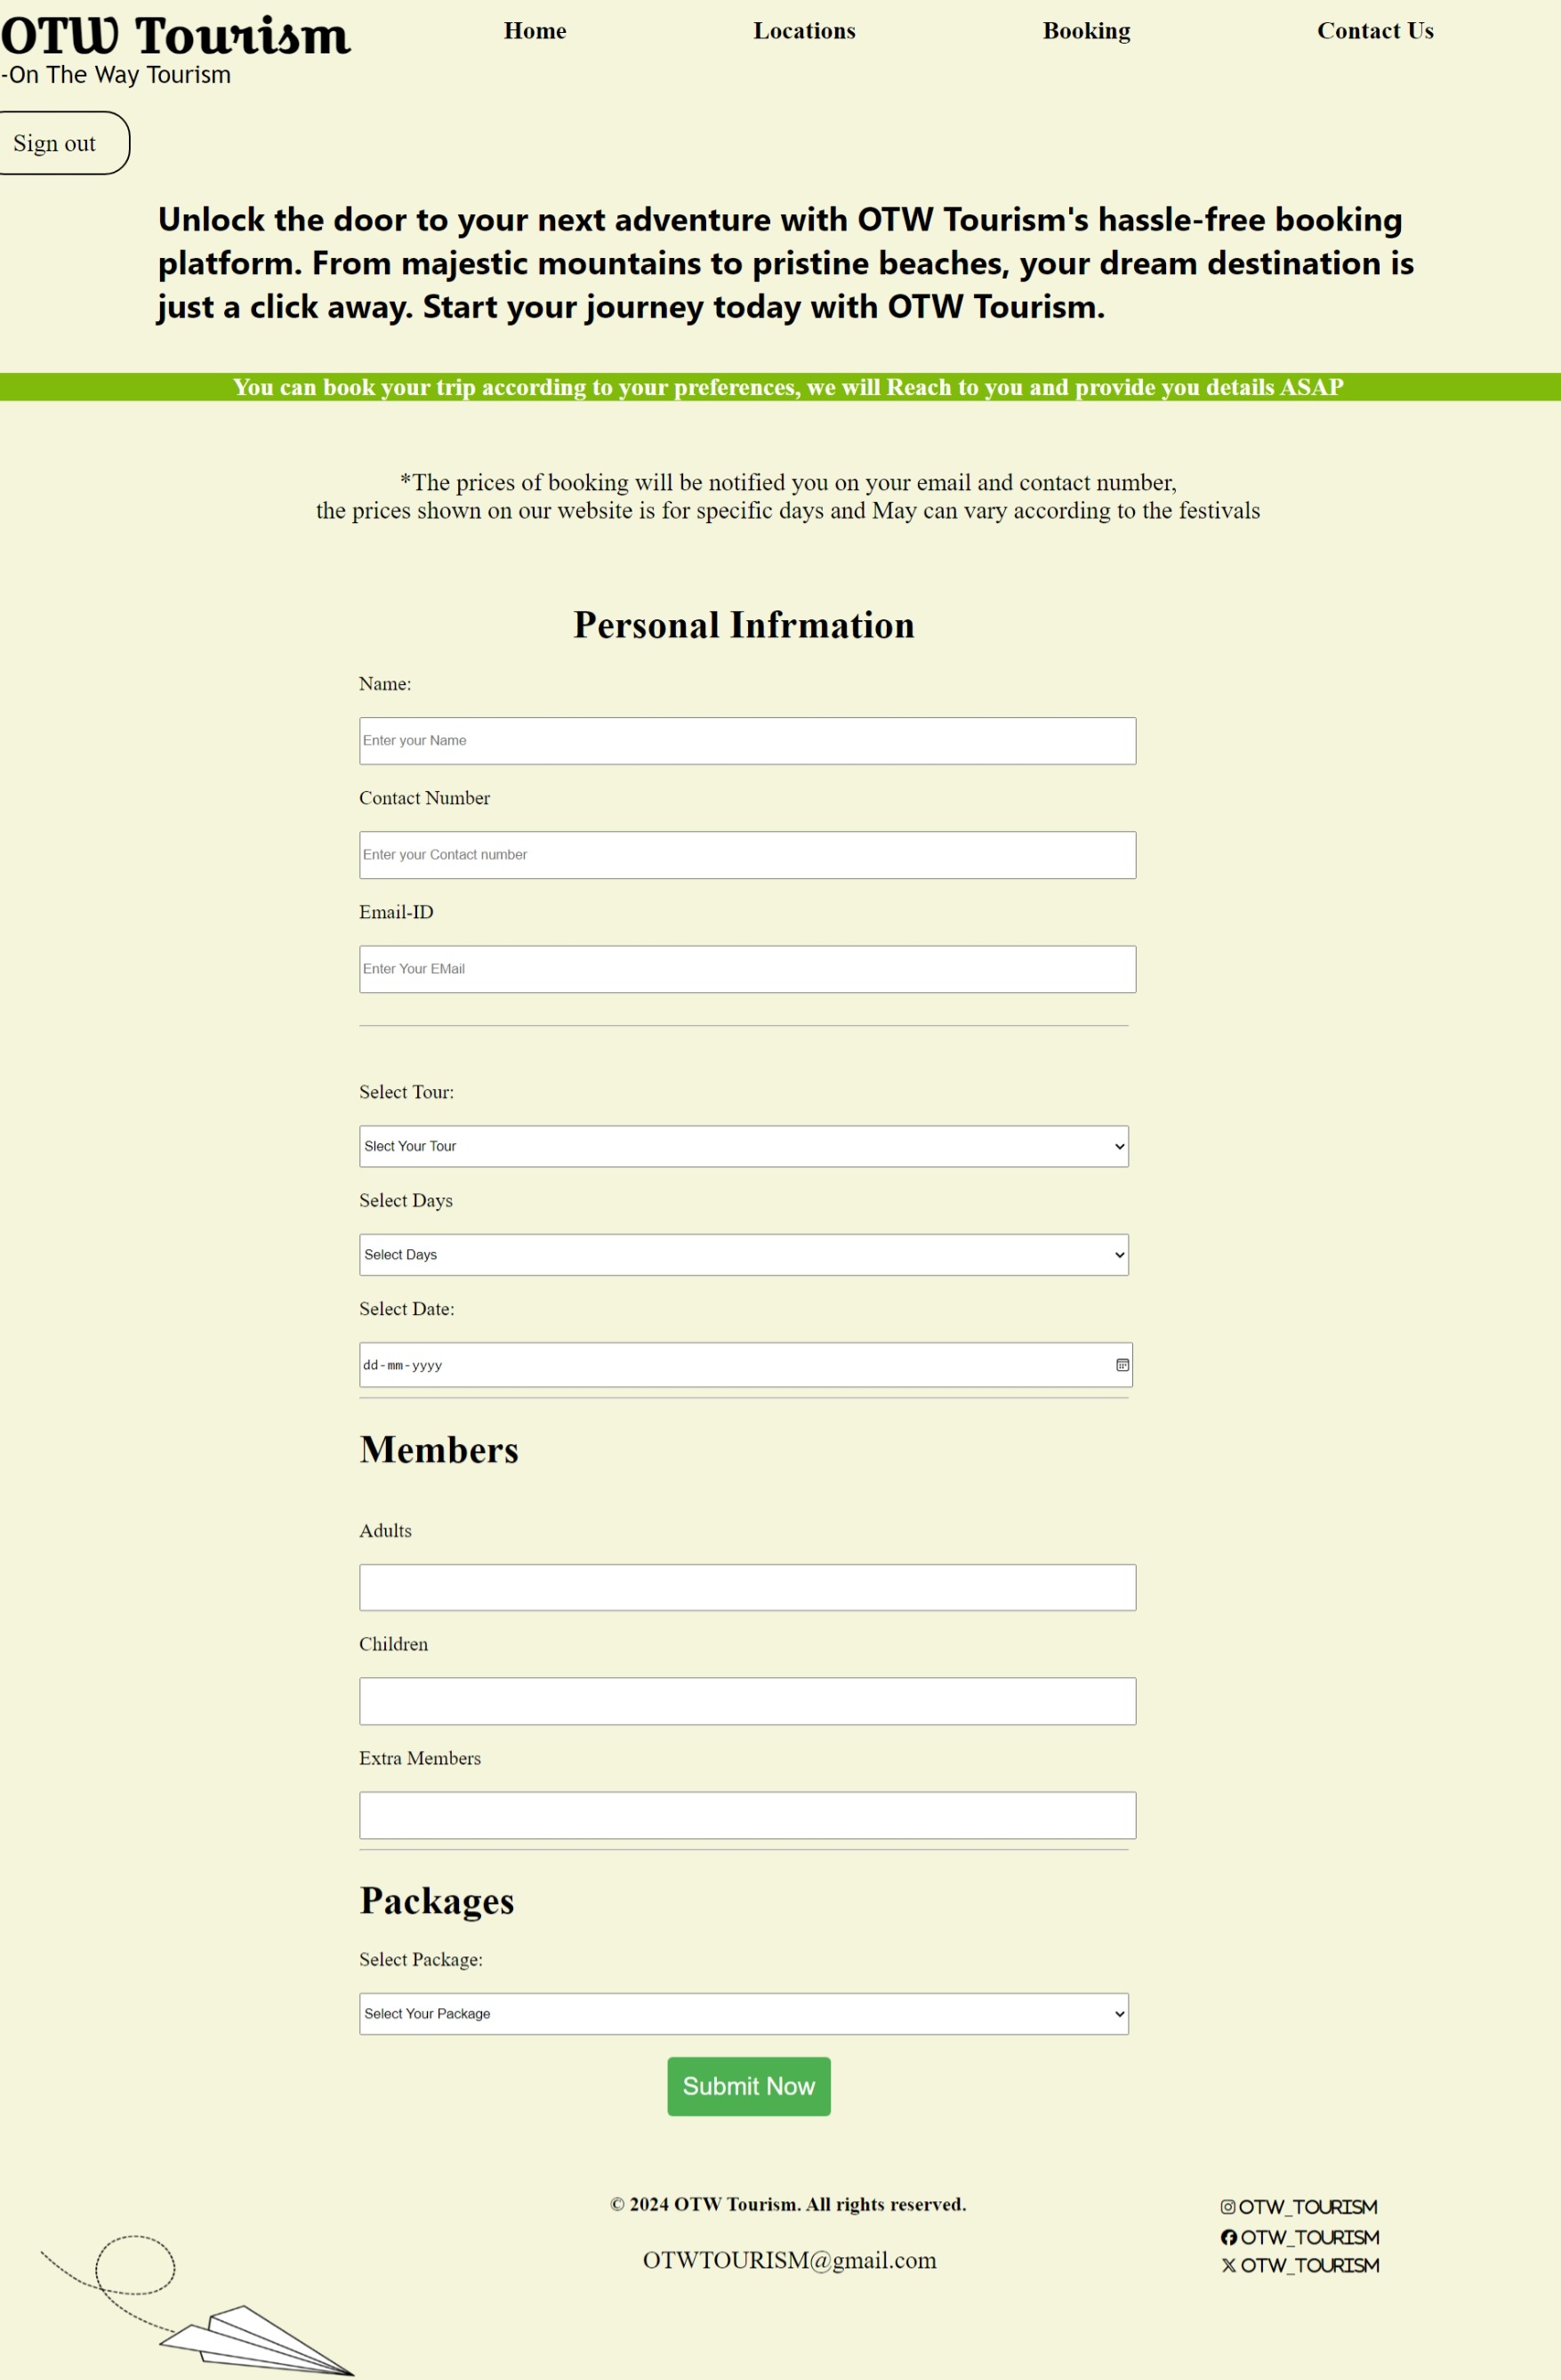 OTW Tourism
-On The Way Tourism
Home
Locations
Booking
Contact Us
Sign out
Unlock the door to your next adventure with OTW Tourism's hassle-free booking
platform. From majestic mountains to pristine beaches, your dream destination is
just a click away. Start your journey today with OTW Tourism.
You can book your trip according to your preferences, we will Reach to you and provide you details ASAP
*The prices of booking will be notified you on your email and contact number,
the prices shown on our website is for specific days and May can vary according to the festivals
Personal Infrmation
Name:
Enter your Name
Contact Number
Enter your Contact number
Email-ID
Enter Your EMail
Select Tour:
Slect Your Tour
Select Days
Select Days
Select Date:
dd-mm-yyyy
Members
Adults
Children
Extra Members
Packages
Select Package:
Select Your Package
Submit Now
© 2024 OTW Tourism. All rights reserved.
OTWTOURISM@gmail.com
OTW_TOURISM
OTW_TOURISM
OTW_TOURISM